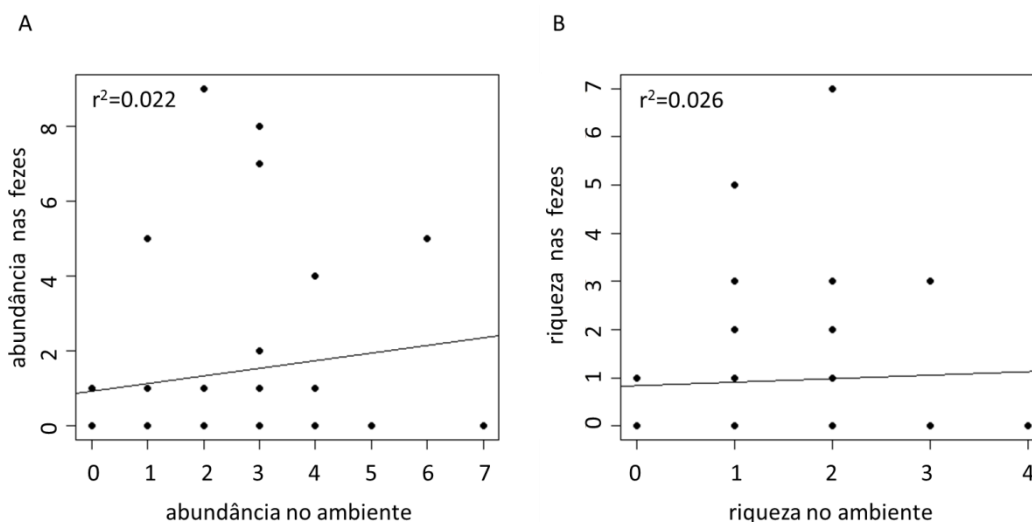 A
r²=0.022
abundância nas fezes
8
6
4
2
0
0 1 2 3 4 5 6 7
abundância no ambiente
B
r²=0.026
riqueza nas fezes
7
6
5
4
3
2
1
0
0 1 2 3 4
riqueza no ambiente